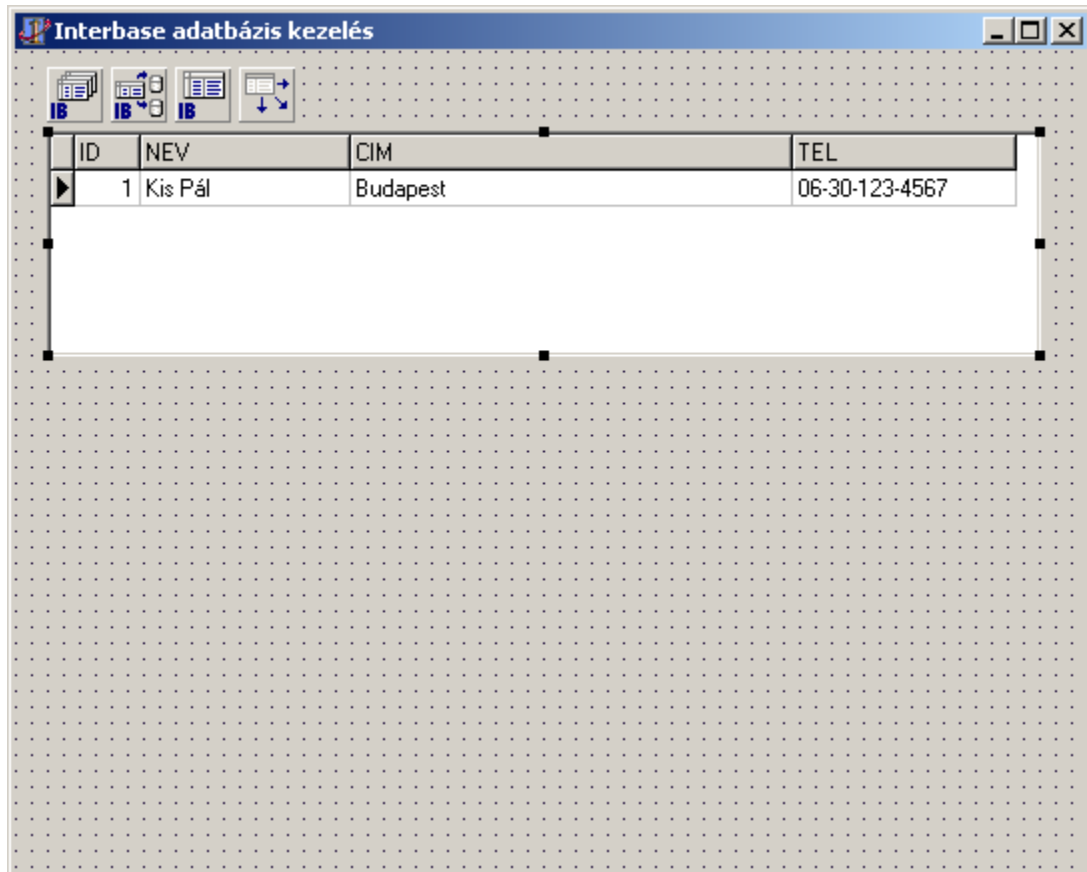 Interbase adatbázis kezelés
IB IB IB
ID NEV CIM TEL
1 Kis Pál Budapest 06-30-123-4567